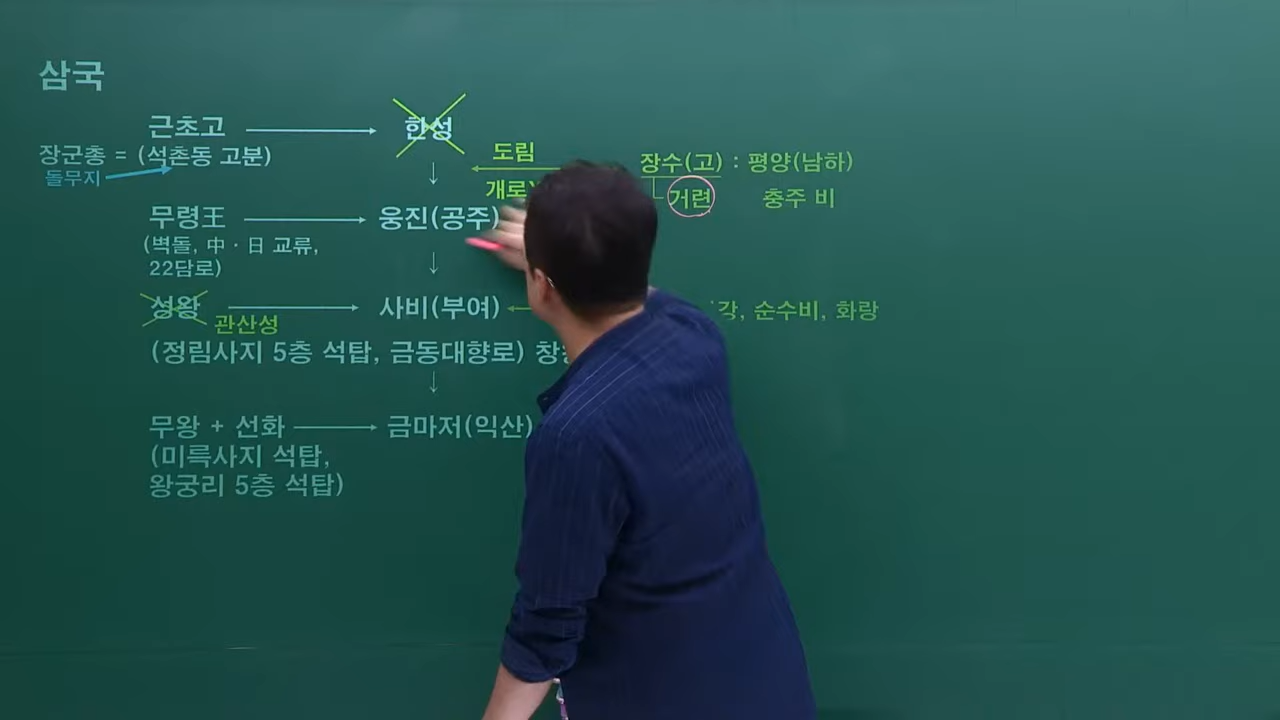 삼국
근초고 → 한성
장군총 = (석촌동 고분)
돌무지
↓
도림
←
개로
장수(고) : 평양(남하)
거련 충주 비
무령王 → 웅진(공주)
(벽돌, 中 · 日 교류,
22담로)
↓
성왕 → 사비(부여) ←
관산성
순수비, 화랑
(정림사지 5층 석탑, 금동대향로)
↓
무왕 + 선화 → 금마저(익산)
(미륵사지 석탑,
왕궁리 5층 석탑)